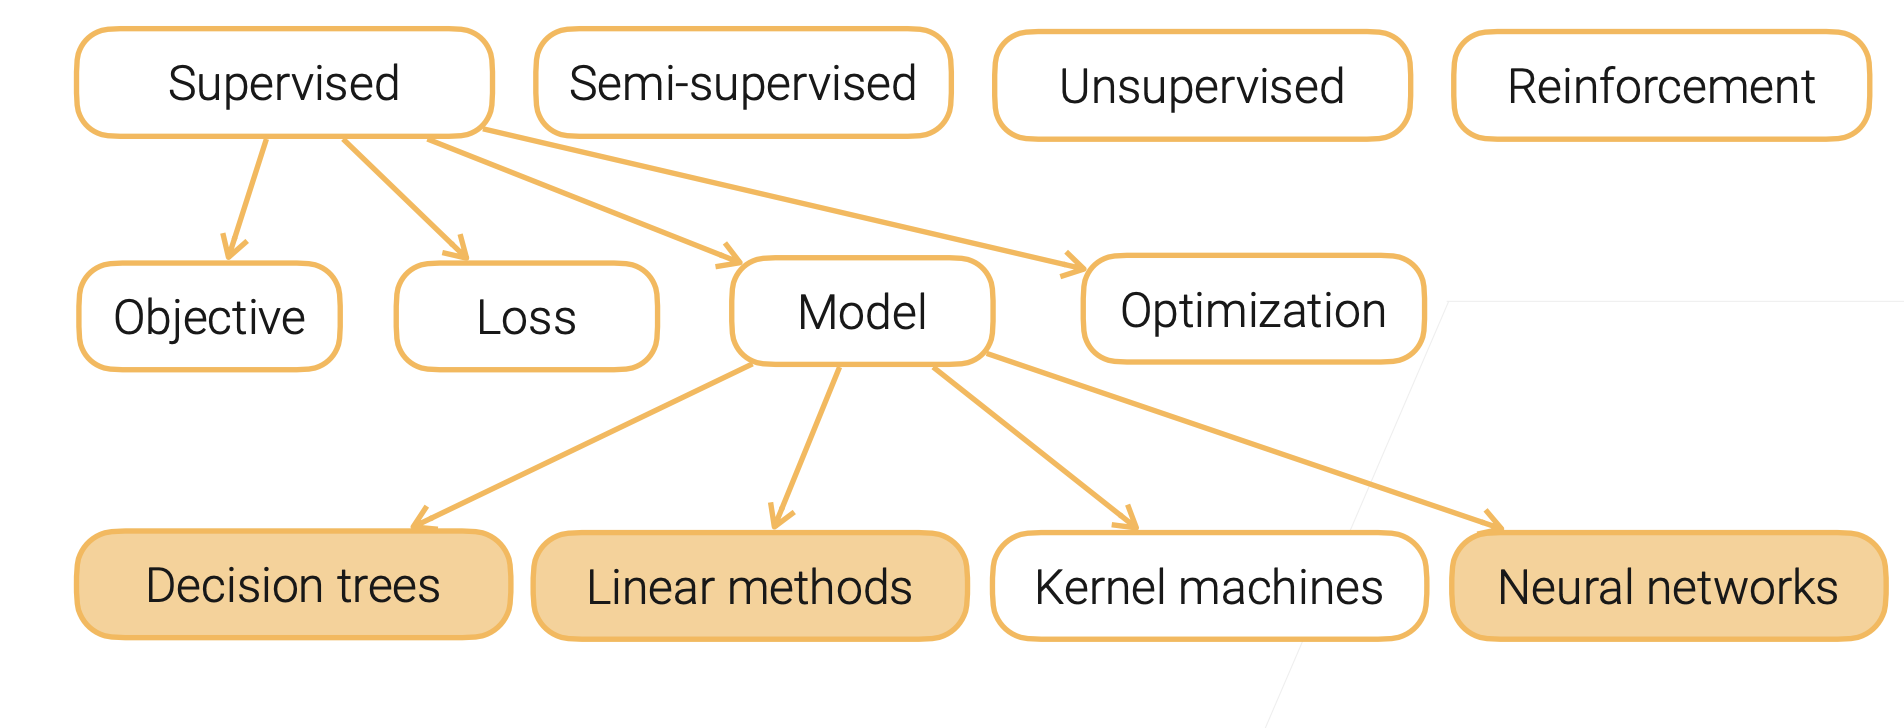 Supervised
Semi-supervised
Unsupervised
Reinforcement
Objective
Loss
Model
Optimization
Decision trees
Linear methods
Kernel machines
Neural networks